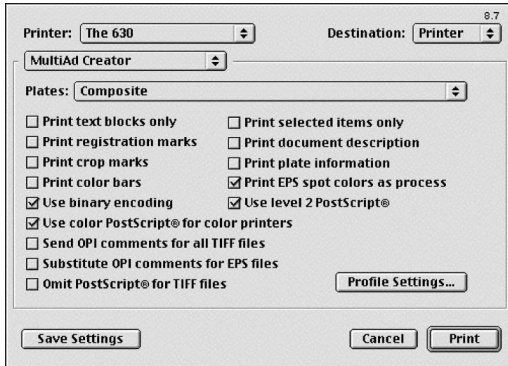 8.7
Printer: The 630 Destination: Printer
MultiAd Creator
Plates: Composite
Print text blocks only Print selected items only
Print registration marks Print document description
Print crop marks Print plate information
Print color bars Print EPS spot colors as process
Use binary encoding Use level 2 PostScript®
Use color PostScript® for color printers
Send OPI comments for all TIFF files
Substitute OPI comments for EPS files
Omit PostScript® for TIFF files Profile Settings...
Save Settings Cancel Print